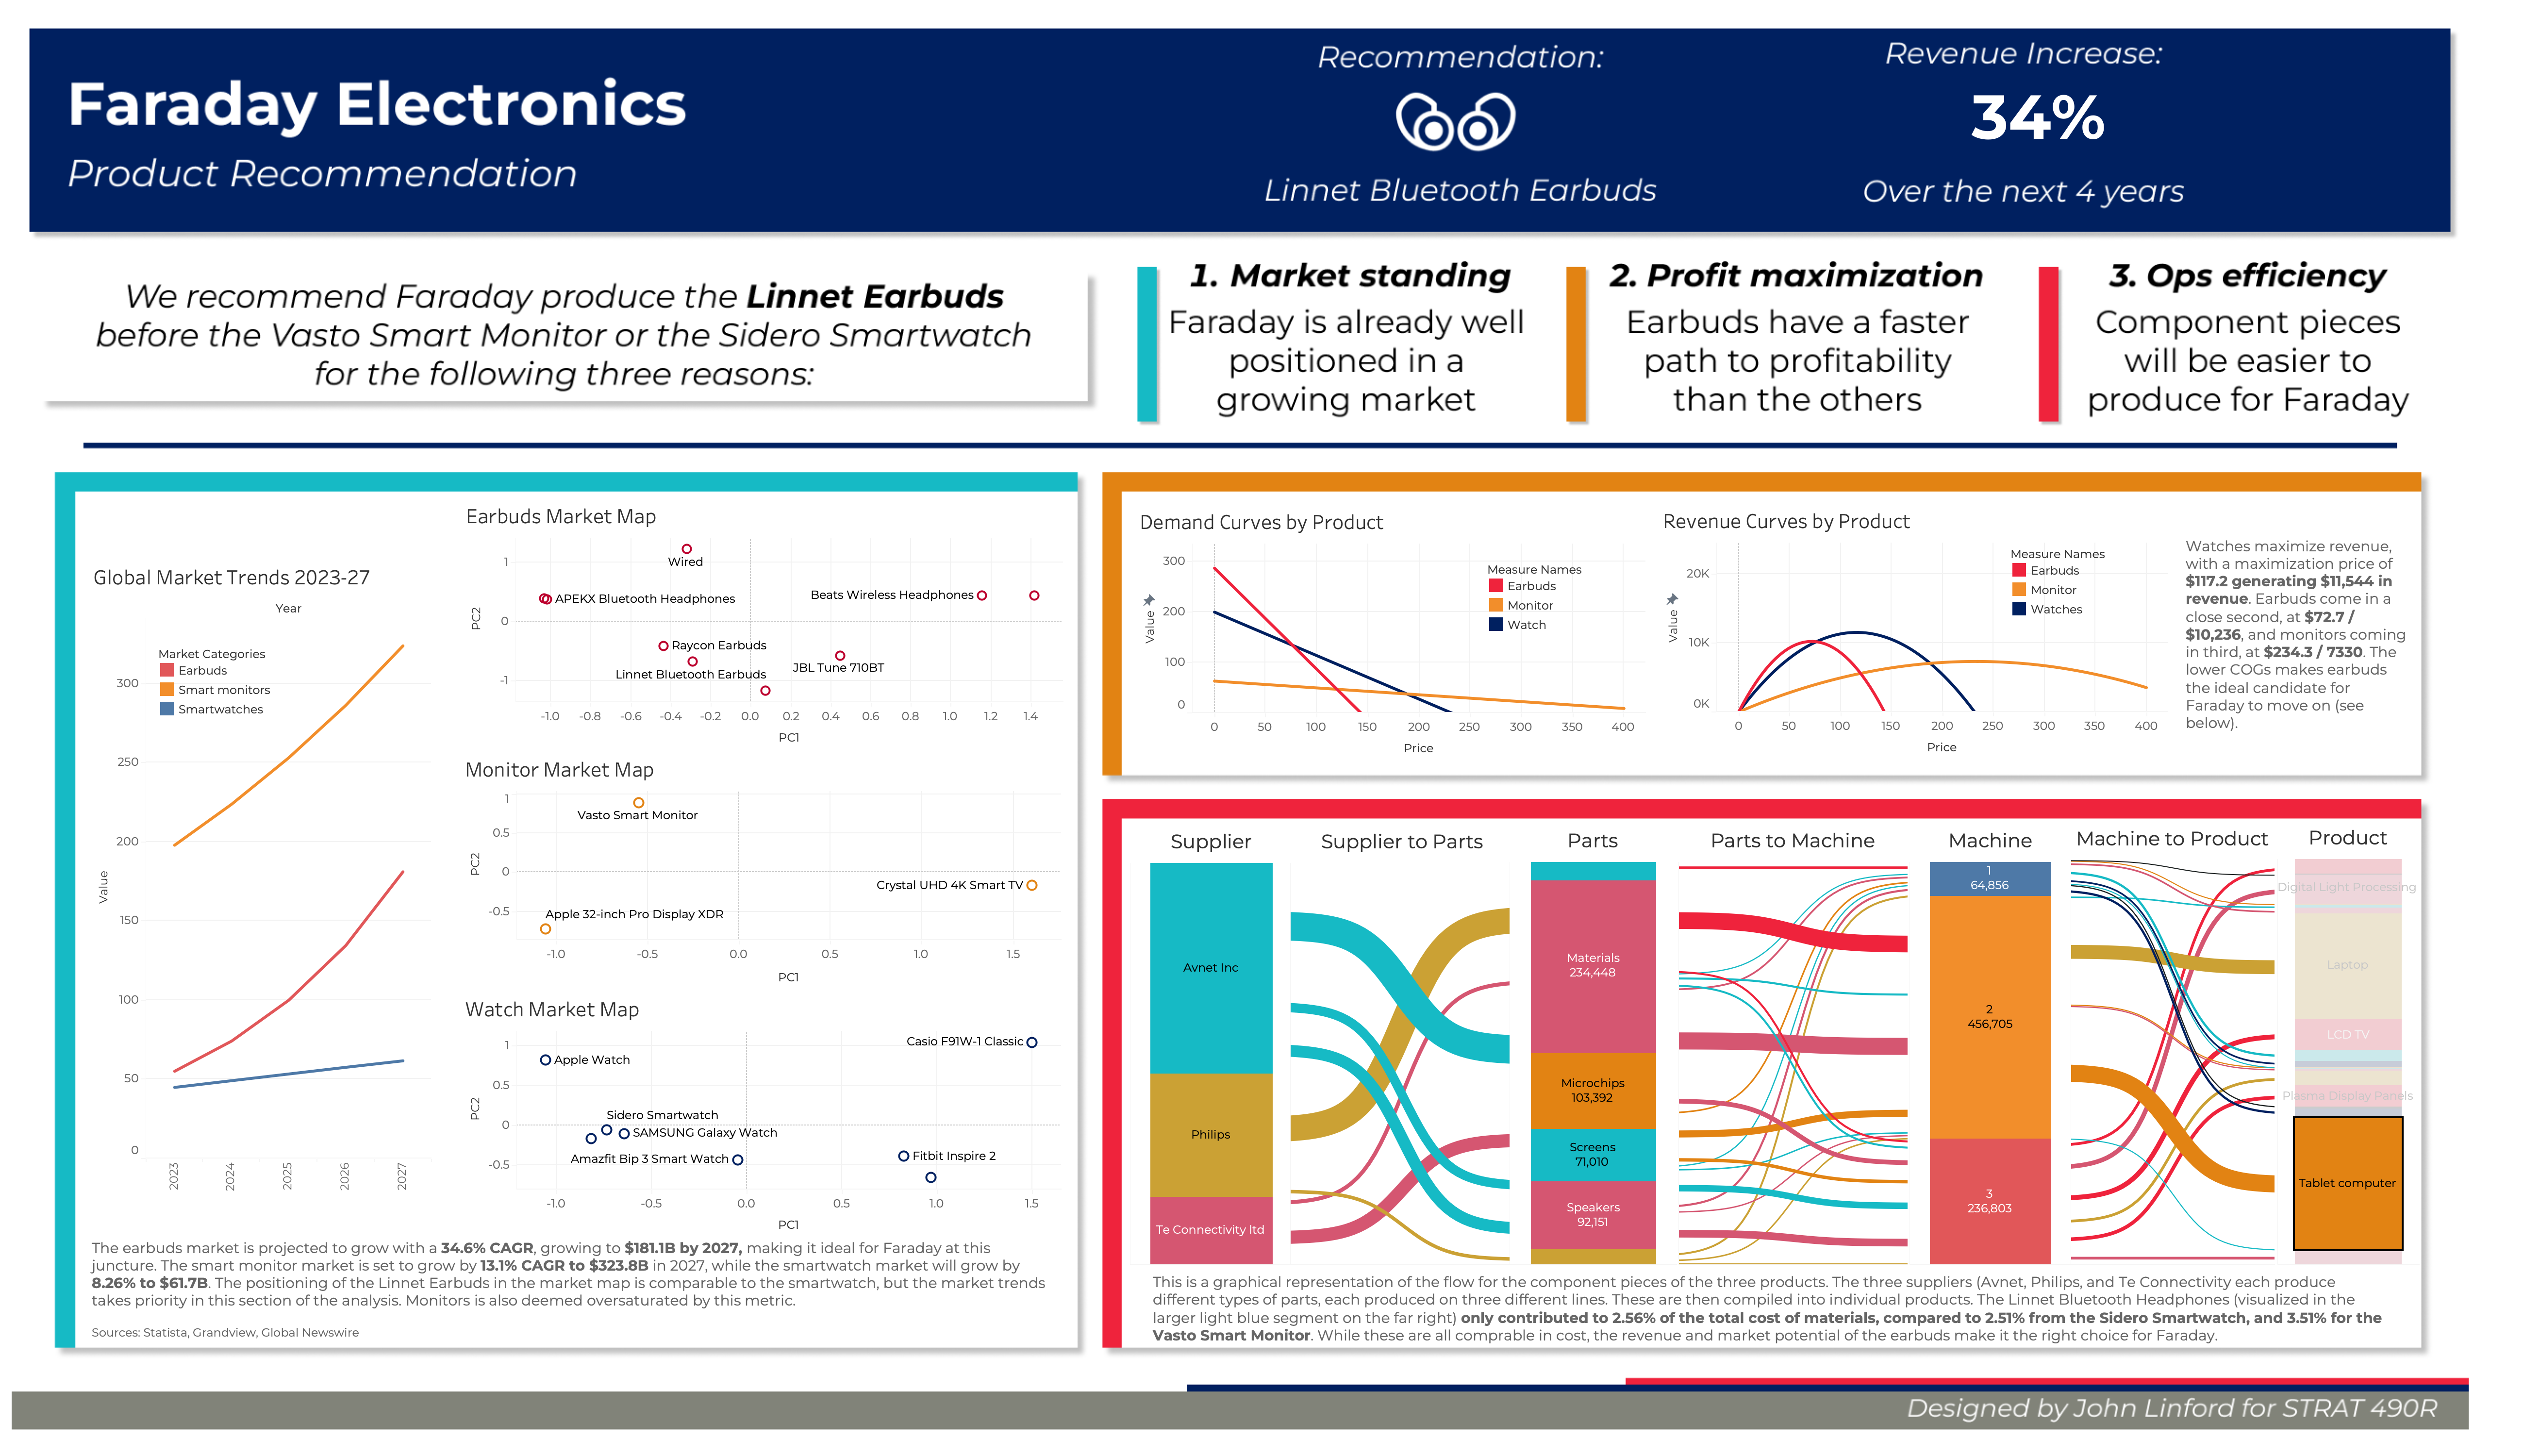 Faraday Electronics
Product Recommendation
Recommendation:
Linnet Bluetooth Earbuds
Revenue Increase:
34%
Over the next 4 years
We recommend Faraday produce the Linnet Earbuds
before the Vasto Smart Monitor or the Sidero Smartwatch
for the following three reasons:
1. Market standing
Faraday is already well
positioned in a
growing market
2. Profit maximization
Earbuds have a faster
path to profitability
than the others
3. Ops efficiency
Component pieces
will be easier to
produce for Faraday
Global Market Trends 2023-27
Year
Market Categories
Earbuds
Smart monitors
Smartwatches
Value
300
250
200
150
100
50
0
2023
2024
2025
2026
2027
Earbuds Market Map
PC2
1
0
-1
Wired
APEKX Bluetooth Headphones
Beats Wireless Headphones
Raycon Earbuds
Linnet Bluetooth Earbuds
JBL Tune 710BT
-1.0 -0.8 -0.6 -0.4 -0.2 0.0 0.2 0.4 0.6 0.8 1.0 1.2 1.4
PC1
Monitor Market Map
PC2
1
0.5
0
-0.5
Vasto Smart Monitor
Crystal UHD 4K Smart TV
Apple 32-inch Pro Display XDR
-1.0 -0.5 0.0 0.5 1.0 1.5
PC1
Watch Market Map
PC2
1
0.5
0
-0.5
Casio F91W-1 Classic
Apple Watch
Sidero Smartwatch
SAMSUNG Galaxy Watch
Amazfit Bip 3 Smart Watch
Fitbit Inspire 2
-1.0 -0.5 0.0 0.5 1.0 1.5
PC1
The earbuds market is projected to grow with a 34.6% CAGR, growing to $181.1B by 2027, making it ideal for Faraday at this
juncture. The smart monitor market is set to grow by 13.1% CAGR to $323.8B in 2027, while the smartwatch market will grow by
8.26% to $61.7B. The positioning of the Linnet Earbuds in the market map is comparable to the smartwatch, but the market trends
takes priority in this section of the analysis. Monitors is also deemed oversaturated by this metric.
Sources: Statista, Grandview, Global Newswire
Demand Curves by Product
Value
300
200
100
0
Measure Names
Earbuds
Monitor
Watch
0 50 100 150 200 250 300 350 400
Price
Revenue Curves by Product
Value
20K
10K
0K
Measure Names
Earbuds
Monitor
Watches
0 50 100 150 200 250 300 350 400
Price
Watches maximize revenue,
with a maximization price of
$117.2 generating $11,544 in
revenue. Earbuds come in a
close second, at $72.7 /
$10,236, and monitors coming
in third, at $234.3 / 7330. The
lower COGs makes earbuds
the ideal candidate for
Faraday to move on (see
below).
Supplier
Supplier to Parts
Parts
Parts to Machine
Machine
Machine to Product
Product
Avnet Inc
Philips
Te Connectivity ltd
Materials
234,448
Microchips
103,392
Screens
71,010
Speakers
92,151
1
64,856
2
456,705
3
236,803
Digital Light Processing
Laptop
LCD TV
Plasma Display Panels
Tablet computer
This is a graphical representation of the flow for the component pieces of the three products. The three suppliers (Avnet, Philips, and Te Connectivity each produce
different types of parts, each produced on three different lines. These are then compiled into individual products. The Linnet Bluetooth Headphones (visualized in the
larger light blue segment on the far right) only contributed to 2.56% of the total cost of materials, compared to 2.51% from the Sidero Smartwatch, and 3.51% for the
Vasto Smart Monitor. While these are all comprable in cost, the revenue and market potential of the earbuds make it the right choice for Faraday.
Designed by John Linford for STRAT 490R